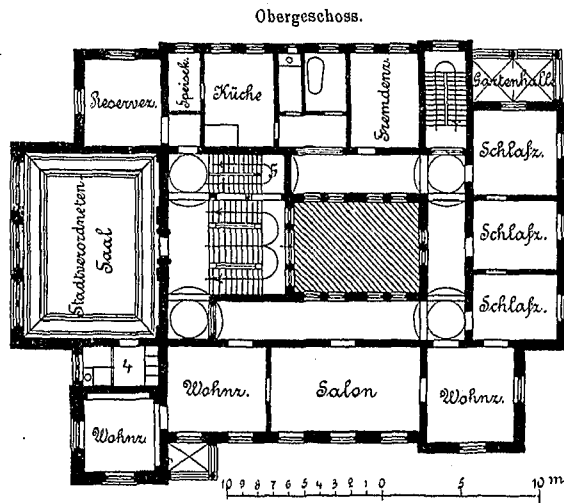 Obergeschoss.
Reservez.
Speisek.
Küche
Fremdenz.
Gartenhalle
Schlafz.
Stadtverordneten-
Saal
5
Schlafz.
Schlafz.
4
Wohnz.
Wohnz.
Salon
Wohnz.
10 9 8 7 6 5 4 3 2 1 0 5 10 m